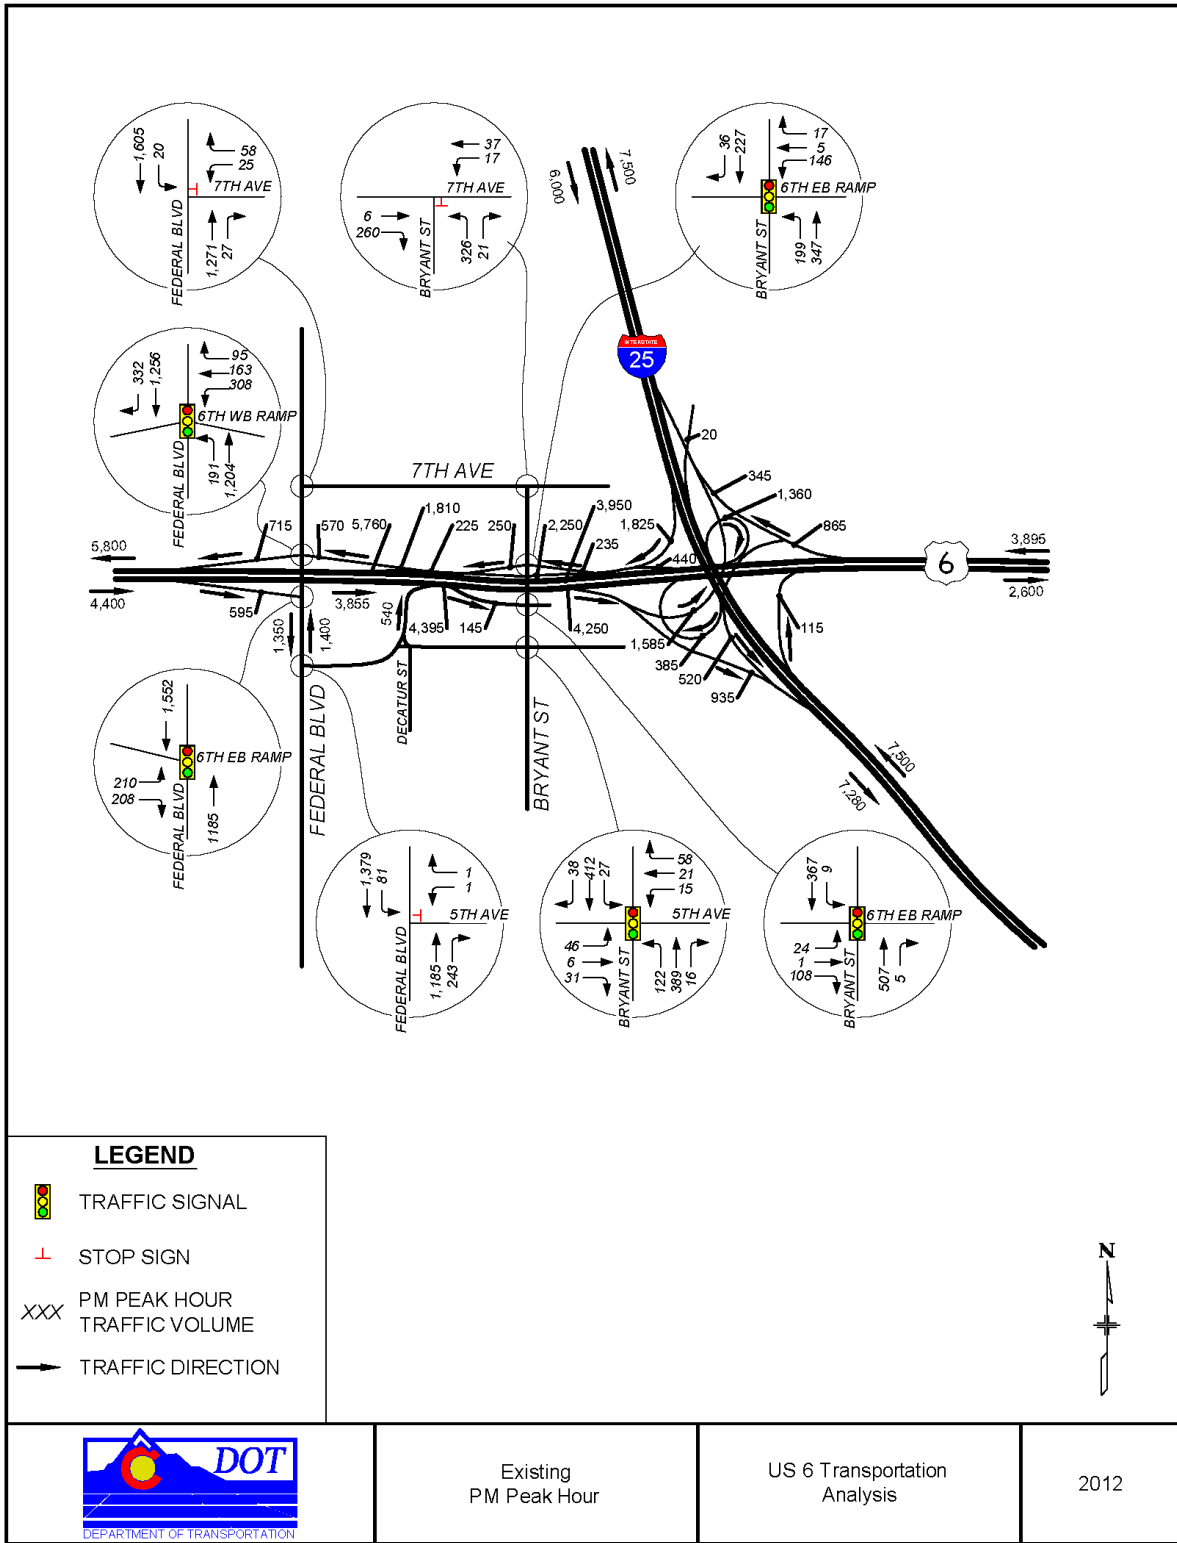 1,605
20
58
25
7TH AVE
1,271
27
FEDERAL BLVD
37
17
7TH AVE
6
260
326
21
BRYANT ST
36
227
17
5
146
6TH EB RAMP
199
347
BRYANT ST
6,000
7,500
INTERSTATE
25
332
1,256
95
163
308
6TH WB RAMP
191
1,204
FEDERAL BLVD
7TH AVE
20
345
1,360
865
3,895
6
2,600
5,800
4,400
715
570
5,760
1,810
225
250
2,250
3,950
235
1,825
440
595
3,855
540
4,395
145
4,250
1,585
385
520
935
115
1,350
1,400
DECATUR ST
FEDERAL BLVD
BRYANT ST
7,500
7,280
1,552
6TH EB RAMP
210
208
1185
FEDERAL BLVD
1,379
81
1
1
5TH AVE
1,185
243
FEDERAL BLVD
38
412
27
58
21
15
5TH AVE
46
6
31
122
389
16
BRYANT ST
367
9
6TH EB RAMP
24
1
108
507
5
BRYANT ST
LEGEND
TRAFFIC SIGNAL
STOP SIGN
XXX PM PEAK HOUR
TRAFFIC VOLUME
TRAFFIC DIRECTION
N
C DOT
DEPARTMENT OF TRANSPORTATION
Existing
PM Peak Hour
US 6 Transportation
Analysis
2012